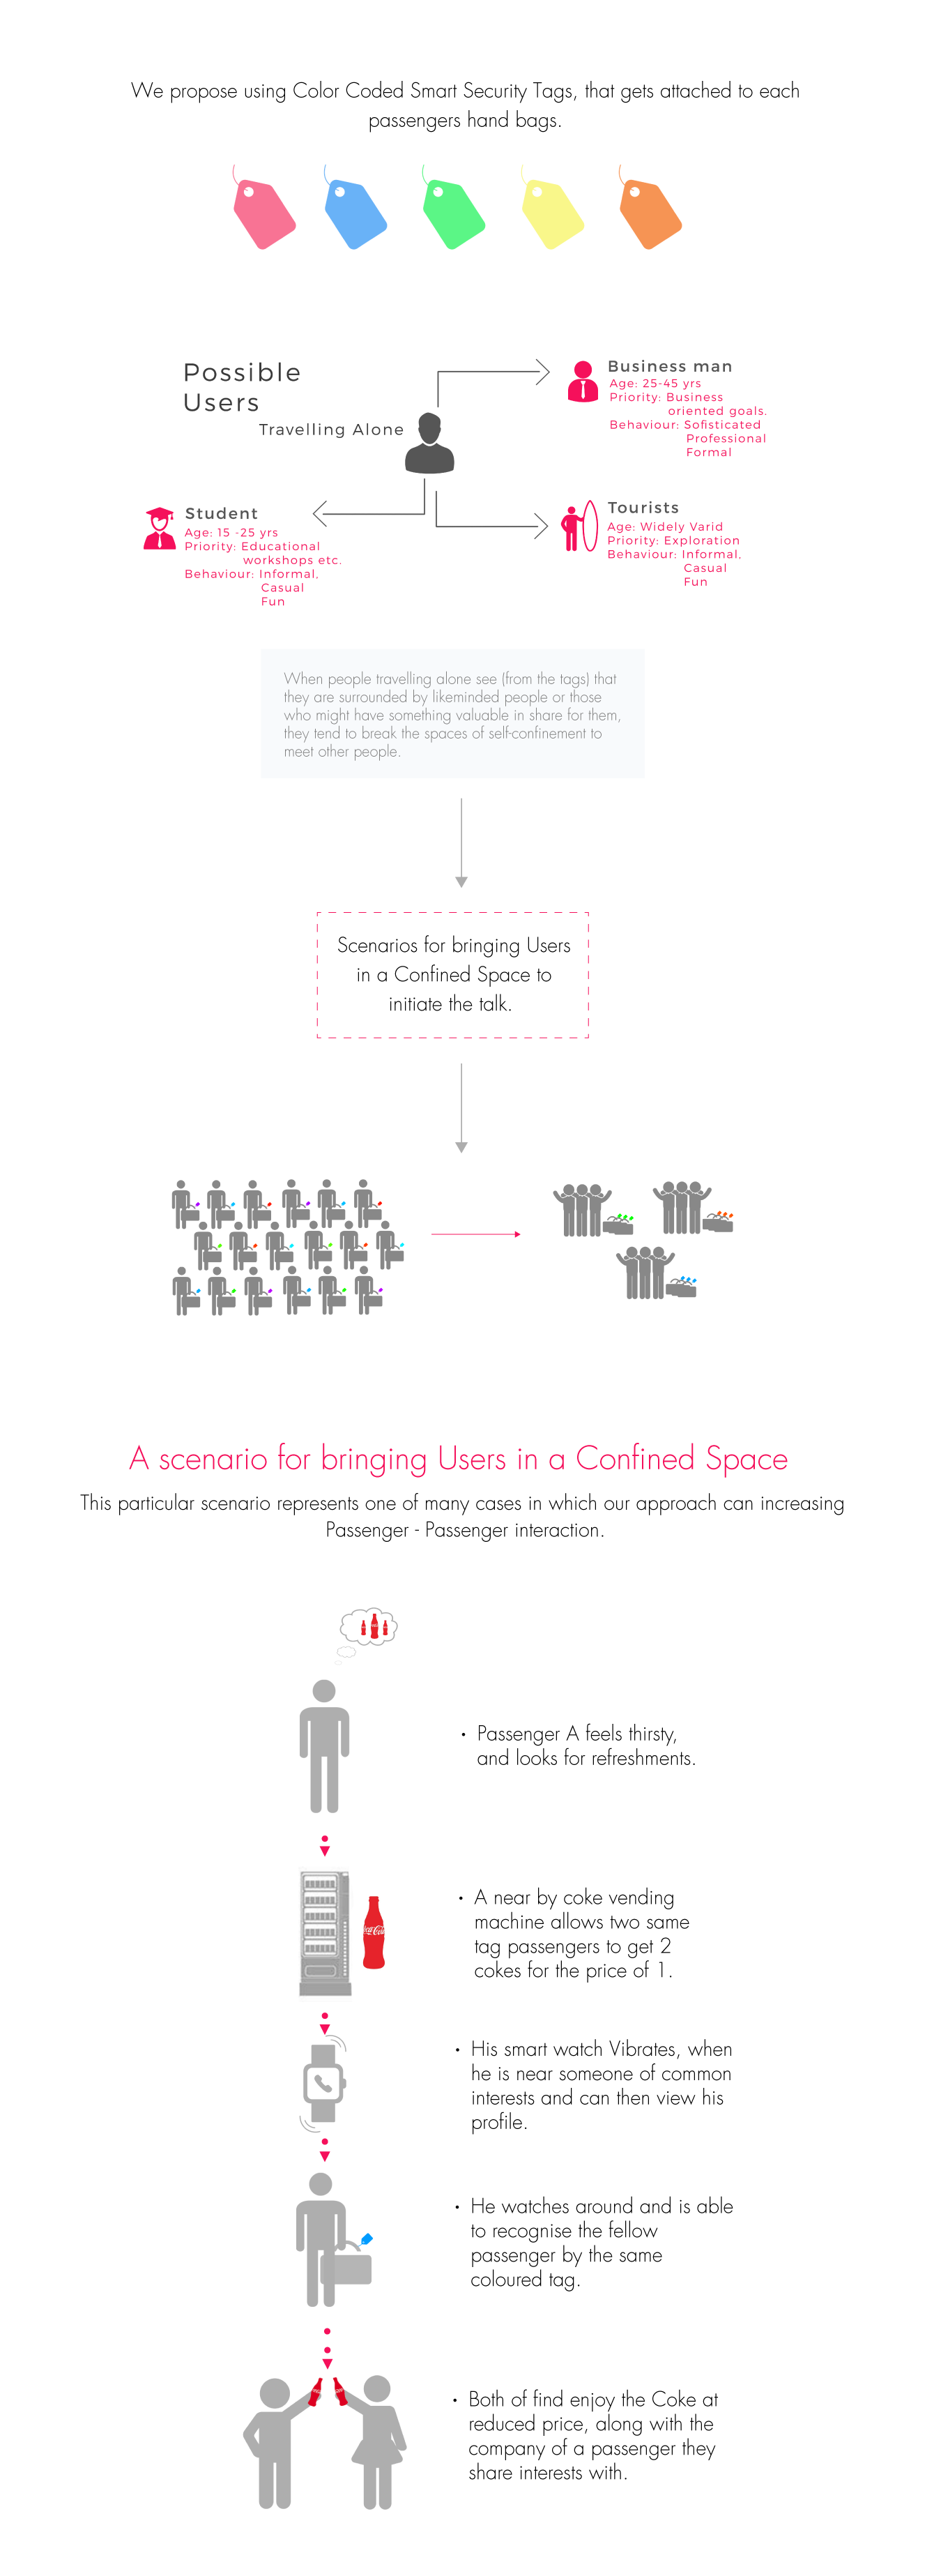 We propose using Color Coded Smart Security Tags, that gets attached to each
passengers hand bags.
Possible
Users
Travelling Alone
Business man
Age: 25-45 yrs
Priority: Business
oriented goals.
Behaviour: Sofisticated
Professional
Formal
Student
Age: 15 -25 yrs
Priority: Educational
workshops etc.
Behaviour: Informal,
Casual
Fun
Tourists
Age: Widely Varid
Priority: Exploration
Behaviour: Informal,
Casual
Fun
When people travelling alone see (from the tags) that
they are surrounded by likeminded people or those
who might have something valuable in share for them,
they tend to break the spaces of self-confinement to
meet other people.
Scenarios for bringing Users
in a Confined Space to
initiate the talk.
A scenario for bringing Users in a Confined Space
This particular scenario represents one of many cases in which our approach can increasing
Passenger - Passenger interaction.
• Passenger A feels thirsty,
and looks for refreshments.
• A near by coke vending
machine allows two same
tag passengers to get 2
cokes for the price of 1.
• His smart watch Vibrates, when
he is near someone of common
interests and can then view his
profile.
• He watches around and is able
to recognise the fellow
passenger by the same
coloured tag.
• Both of find enjoy the Coke at
reduced price, along with the
company of a passenger they
share interests with.